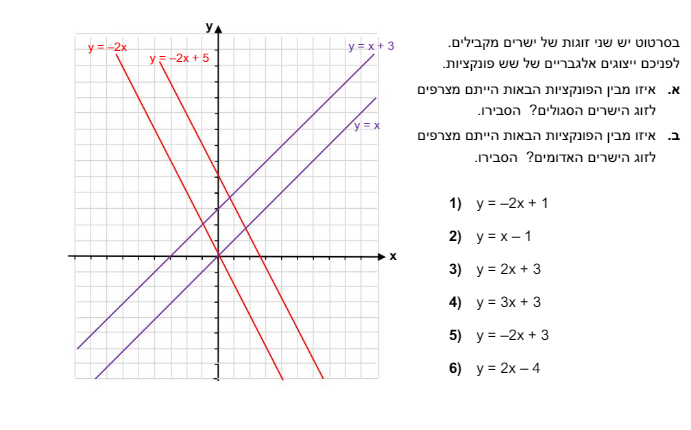 בסרטוט יש שני זוגות של ישרים מקבילים.
לפניכם ייצוגים אלגבריים של שש פונקציות.
א. איזו מבין הפונקציות הבאות הייתם מצרפים
לזוג הישרים הסגולים? הסבירו.
ב. איזו מבין הפונקציות הבאות הייתם מצרפים
לזוג הישרים האדומים? הסבירו.
1) y = –2x + 1
2) y = x – 1
3) y = 2x + 3
4) y = 3x + 3
5) y = –2x + 3
6) y = 2x – 4
y
y = –2x
y = –2x + 5
y = x + 3
y = x
x